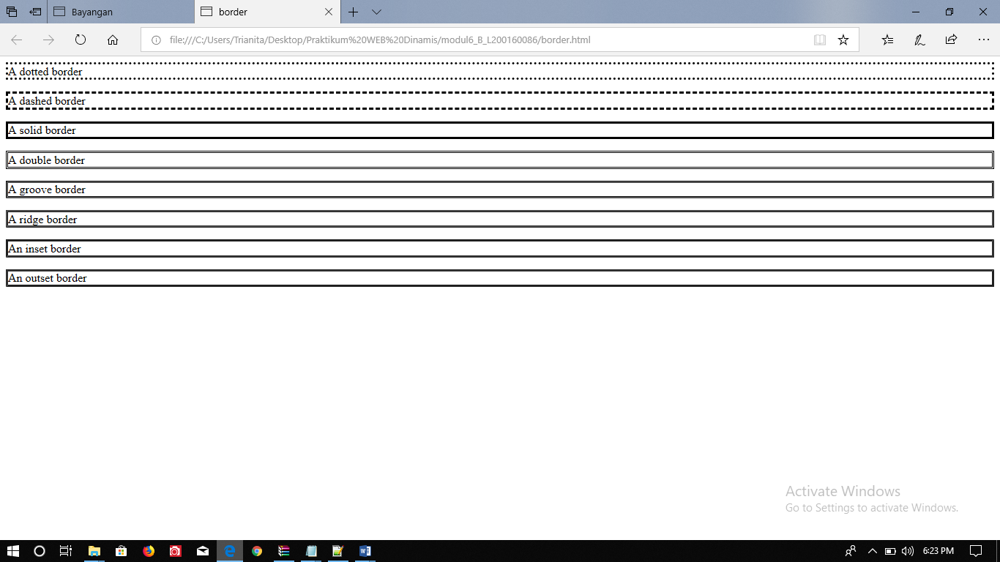 Bayangan
border
file:///C:/Users/Trianita/Desktop/Praktikum%20WEB%20Dinamis/modul6_B_L200160086/border.html
A dotted border
A dashed border
A solid border
A double border
A groove border
A ridge border
An inset border
An outset border
Activate Windows
Go to Settings to activate Windows.
6:23 PM